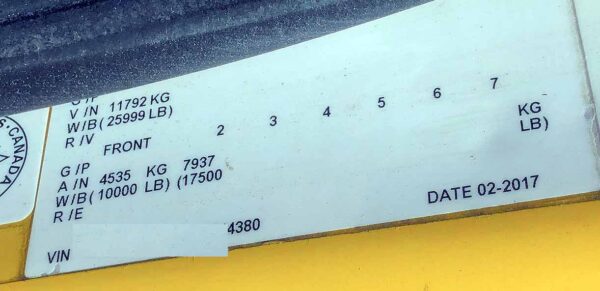 G / P
V / N 11792 KG
W/B( 25999 LB)
R / V
FRONT 2 3 4 5 6 7
G / P
A / N 4535 KG 7937 KG
W/B( 10000 LB) (17500 LB)
R / E
DATE 02-2017
VIN 4380
CANADA